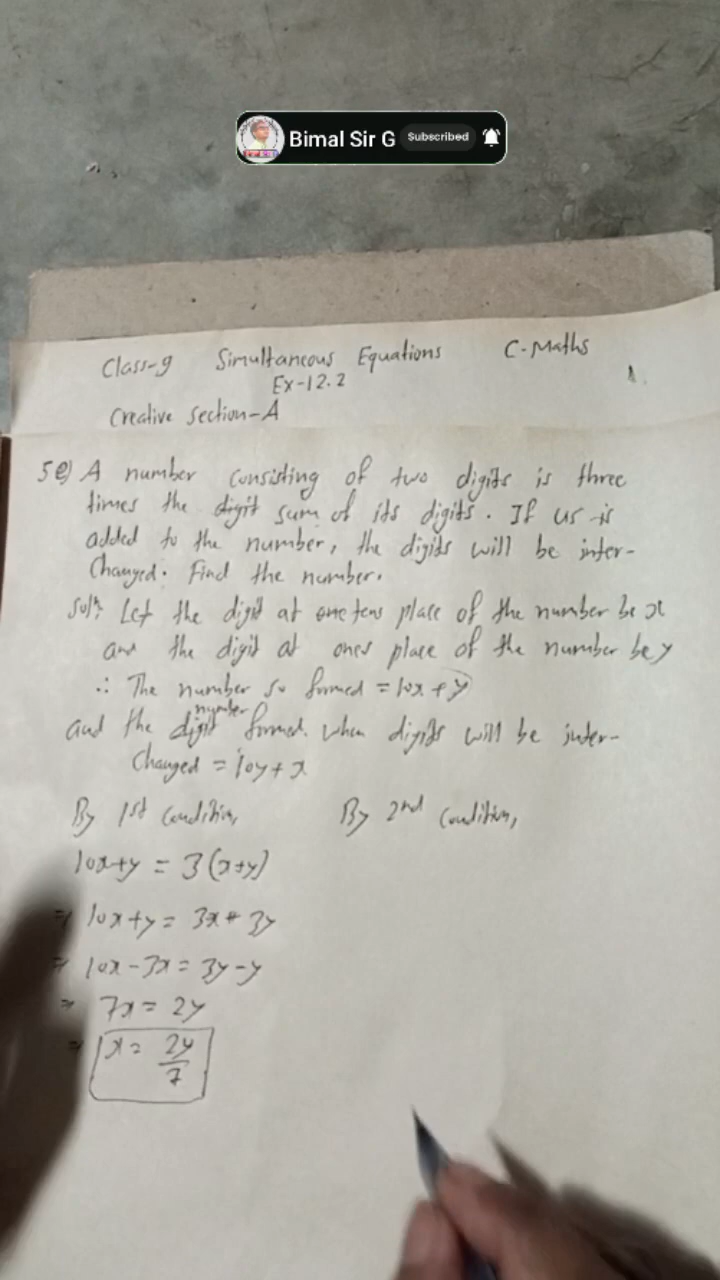 Bimal Sir G Subscribed
Class-9 Simultaneous Equations C-Maths
Ex-12.2
Creative Section-A
5e) A number consisting of two digits is three
times the digit sum of its digits. If 45 is
added to the number, the digits will be inter-
changed. Find the number.
Solⁿ: Let the digit at tens place of the number be x
and the digit at ones place of the number be y
∴ The number so formed = 10x + y
and the number formed when digits will be inter-
changed = 10y + x
By 1st condition, By 2nd condition,
10x+y = 3(x+y)
⇒ 10x+y = 3x + 3y
⇒ 10x - 3x = 3y - y
⇒ 7x = 2y
⇒ x = 2y/7